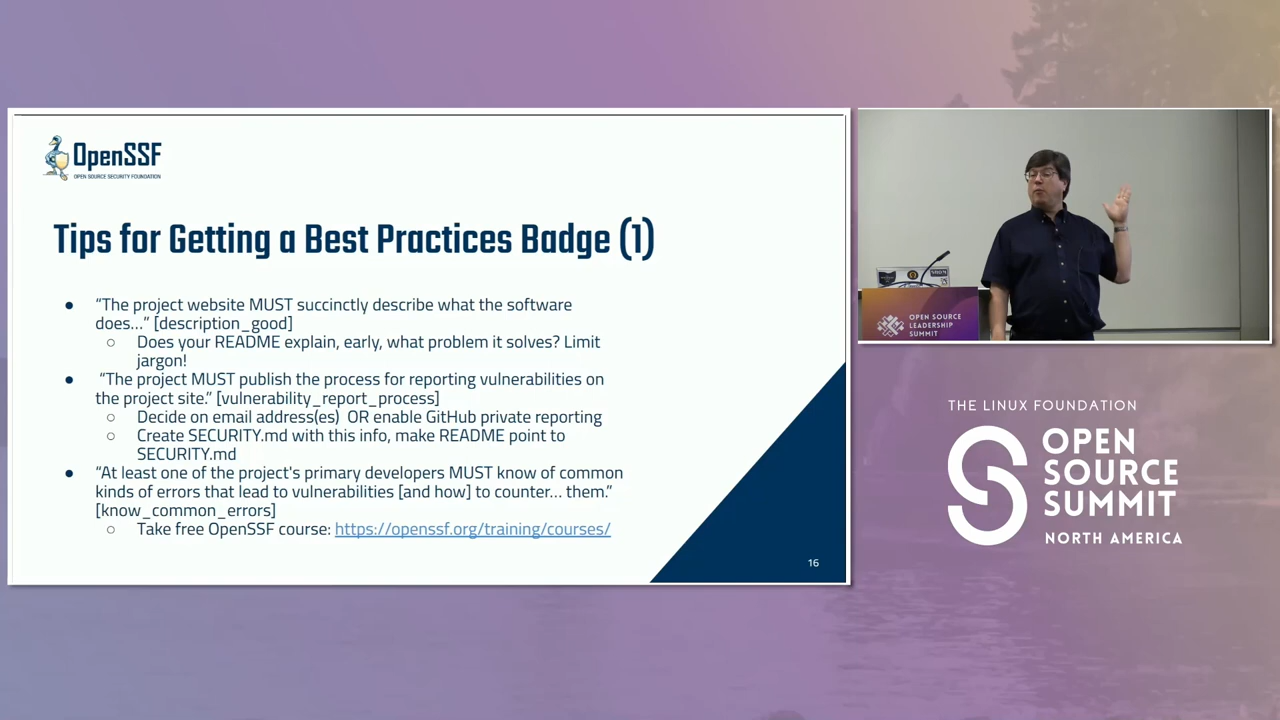 OpenSSF
OPEN SOURCE SECURITY FOUNDATION
Tips for Getting a Best Practices Badge (1)
● “The project website MUST succinctly describe what the software
does…” [description_good]
○ Does your README explain, early, what problem it solves? Limit
jargon!
● “The project MUST publish the process for reporting vulnerabilities on
the project site.” [vulnerability_report_process]
○ Decide on email address(es) OR enable GitHub private reporting
○ Create SECURITY.md with this info, make README point to
SECURITY.md
● “At least one of the project's primary developers MUST know of common
kinds of errors that lead to vulnerabilities [and how] to counter… them.”
[know_common_errors]
○ Take free OpenSSF course: https://openssf.org/training/courses/
16
OPEN SOURCE
LEADERSHIP
SUMMIT
THE LINUX FOUNDATION
OPEN
SOURCE
SUMMIT
NORTH AMERICA